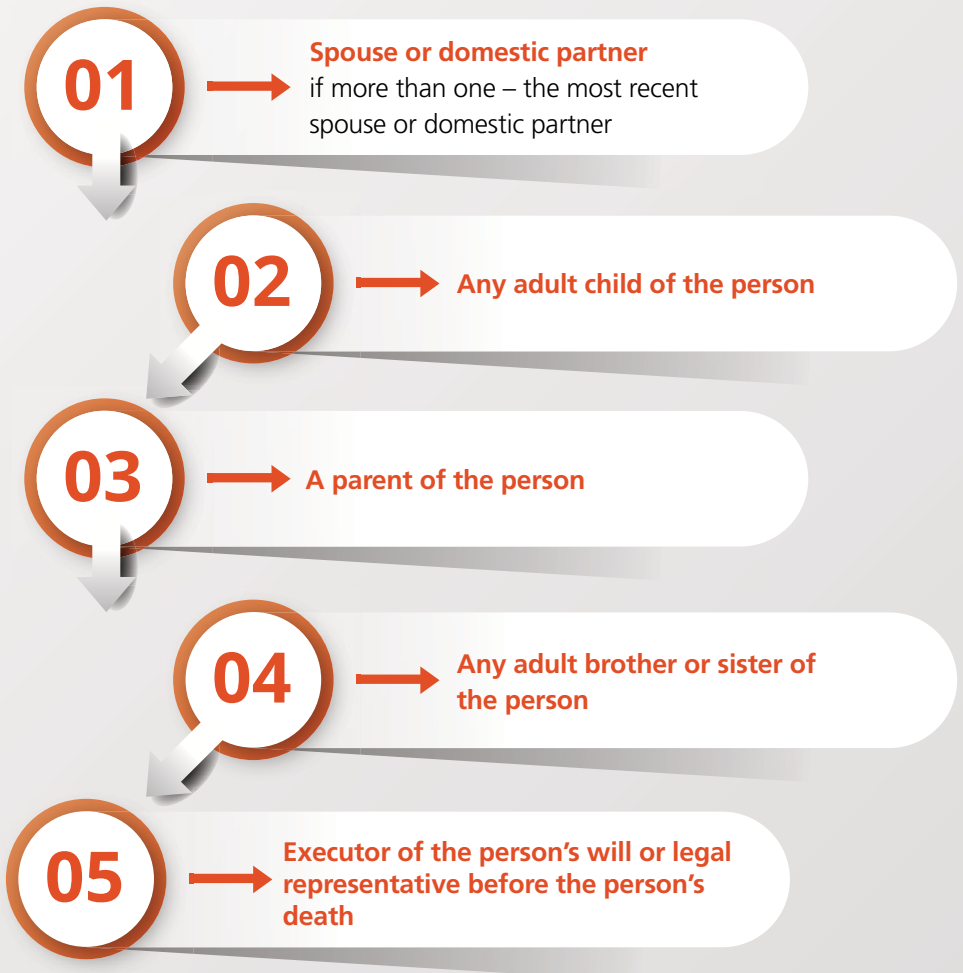 01
Spouse or domestic partner
if more than one – the most recent
spouse or domestic partner
02
Any adult child of the person
03
A parent of the person
04
Any adult brother or sister of
the person
05
Executor of the person’s will or legal
representative before the person’s
death